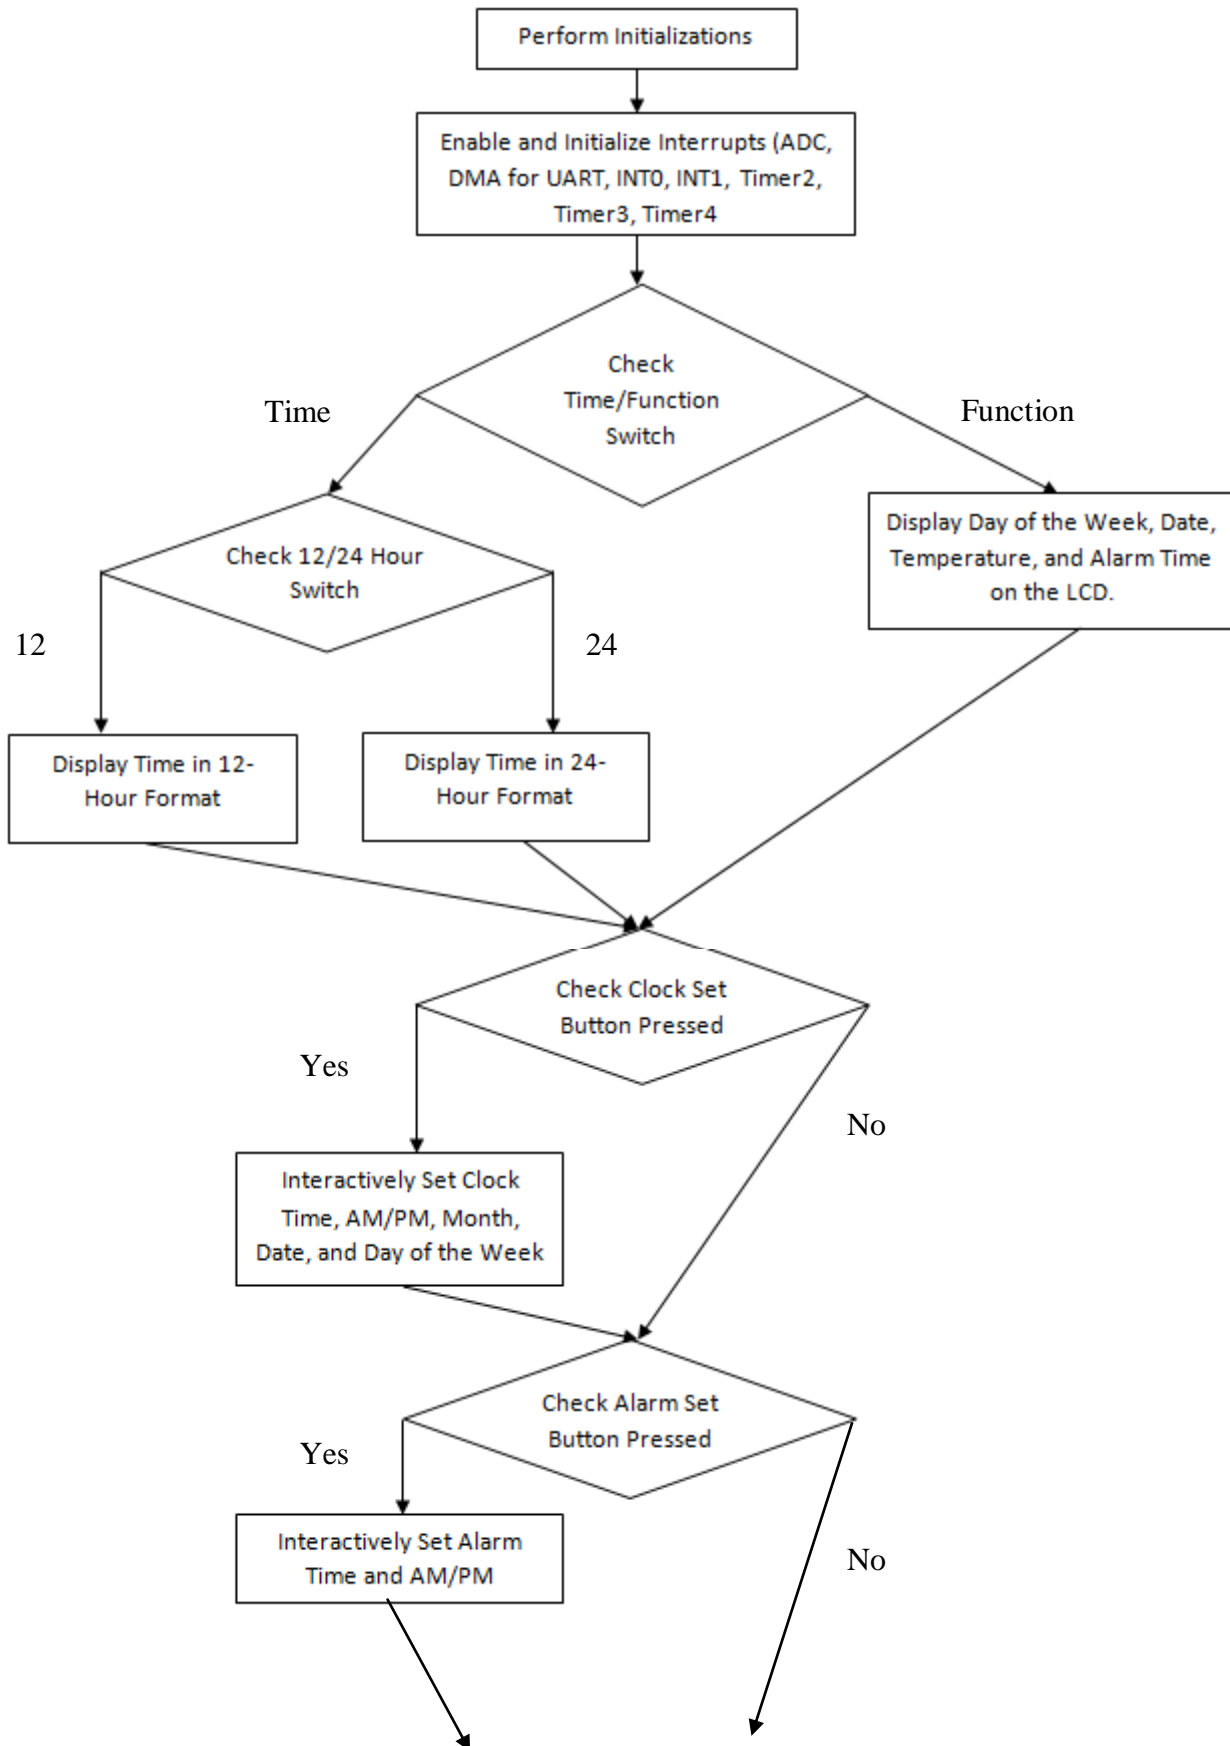 Perform Initializations
Enable and Initialize Interrupts (ADC,
DMA for UART, INT0, INT1, Timer2,
Timer3, Timer4
Check
Time/Function
Switch
Time
Function
Display Day of the Week, Date,
Temperature, and Alarm Time
on the LCD.
Check 12/24 Hour
Switch
12
24
Display Time in 12-
Hour Format
Display Time in 24-
Hour Format
Check Clock Set
Button Pressed
Yes
No
Interactively Set Clock
Time, AM/PM, Month,
Date, and Day of the Week
Check Alarm Set
Button Pressed
Yes
No
Interactively Set Alarm
Time and AM/PM